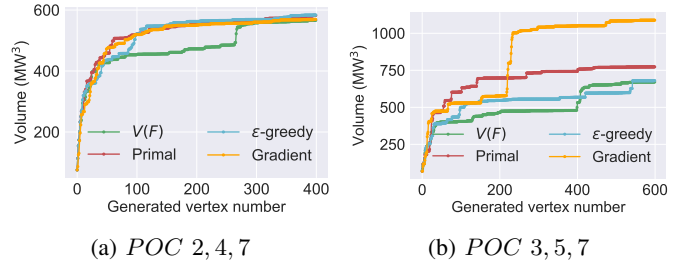 600
400
200
Volume (MW³)
V(F)
ε-greedy
Primal
Gradient
0
100
200
300
400
Generated vertex number
(a) POC 2, 4, 7
1000
750
500
250
Volume (MW³)
V(F)
ε-greedy
Primal
Gradient
0
200
400
600
Generated vertex number
(b) POC 3, 5, 7